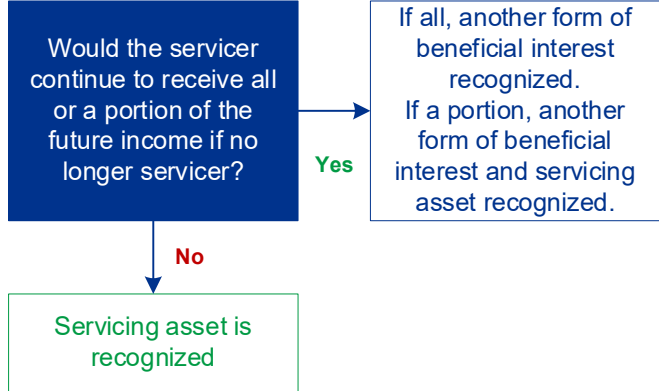 Would the servicer
continue to receive all
or a portion of the
future income if no
longer servicer?
Yes
If all, another form of
beneficial interest
recognized.
If a portion, another
form of beneficial
interest and servicing
asset recognized.
No
Servicing asset is
recognized